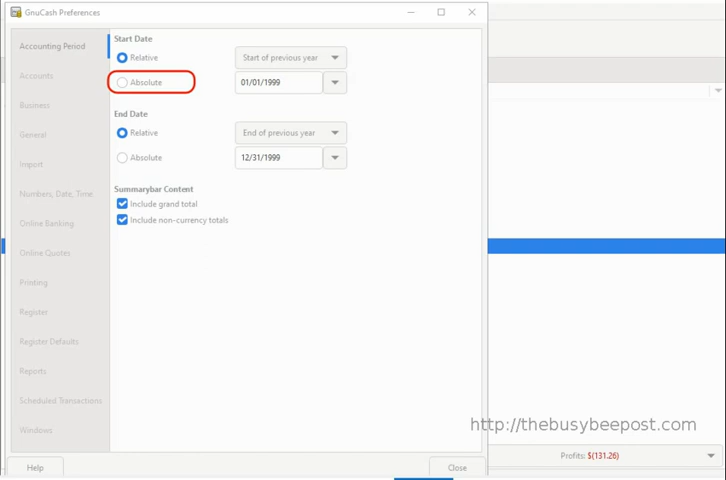 GnuCash Preferences
Accounting Period
Accounts
Business
General
Import
Numbers, Date, Time
Online Banking
Online Quotes
Printing
Register
Register Defaults
Reports
Scheduled Transactions
Windows
Start Date
Relative
Start of previous year
Absolute
01/01/1999
End Date
Relative
End of previous year
Absolute
12/31/1999
Summarybar Content
Include grand total
Include non-currency totals
http://thebusybeepost.com
Profits: $(131.26)
Help
Close